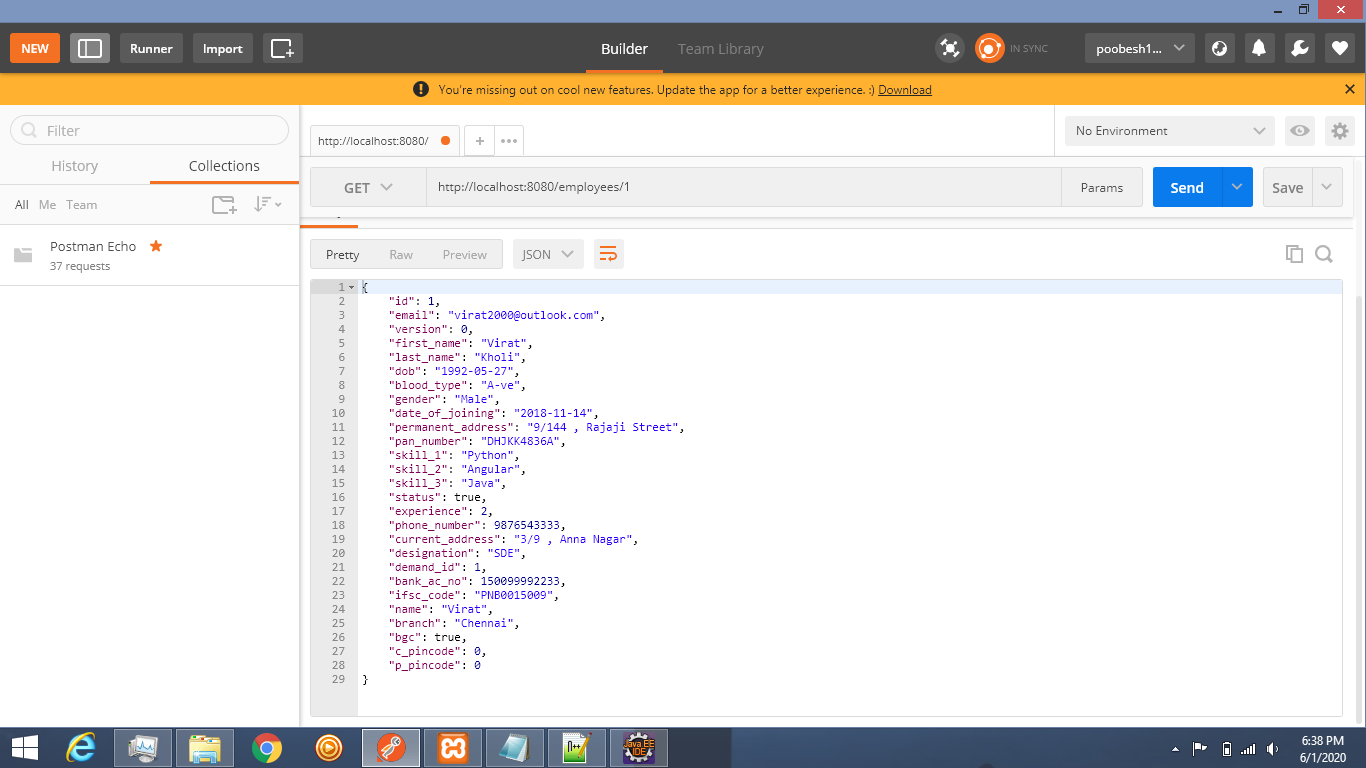 NEW Runner Import Builder Team Library IN SYNC poobesh1...
You're missing out on cool new features. Update the app for a better experience. :) Download
Filter
History Collections
All Me Team
Postman Echo
37 requests
http://localhost:8080/ + •••
No Environment
GET http://localhost:8080/employees/1 Params Send Save
Pretty Raw Preview JSON
1 {
2 "id": 1,
3 "email": "virat2000@outlook.com",
4 "version": 0,
5 "first_name": "Virat",
6 "last_name": "Kholi",
7 "dob": "1992-05-27",
8 "blood_type": "A-ve",
9 "gender": "Male",
10 "date_of_joining": "2018-11-14",
11 "permanent_address": "9/144 , Rajaji Street",
12 "pan_number": "DHJKK4836A",
13 "skill_1": "Python",
14 "skill_2": "Angular",
15 "skill_3": "Java",
16 "status": true,
17 "experience": 2,
18 "phone_number": 9876543333,
19 "current_address": "3/9 , Anna Nagar",
20 "designation": "SDE",
21 "demand_id": 1,
22 "bank_ac_no": 150099992233,
23 "ifsc_code": "PNB0015009",
24 "name": "Virat",
25 "branch": "Chennai",
26 "bgc": true,
27 "c_pincode": 0,
28 "p_pincode": 0
29 }
Java EE
IDE
6:38 PM
6/1/2020